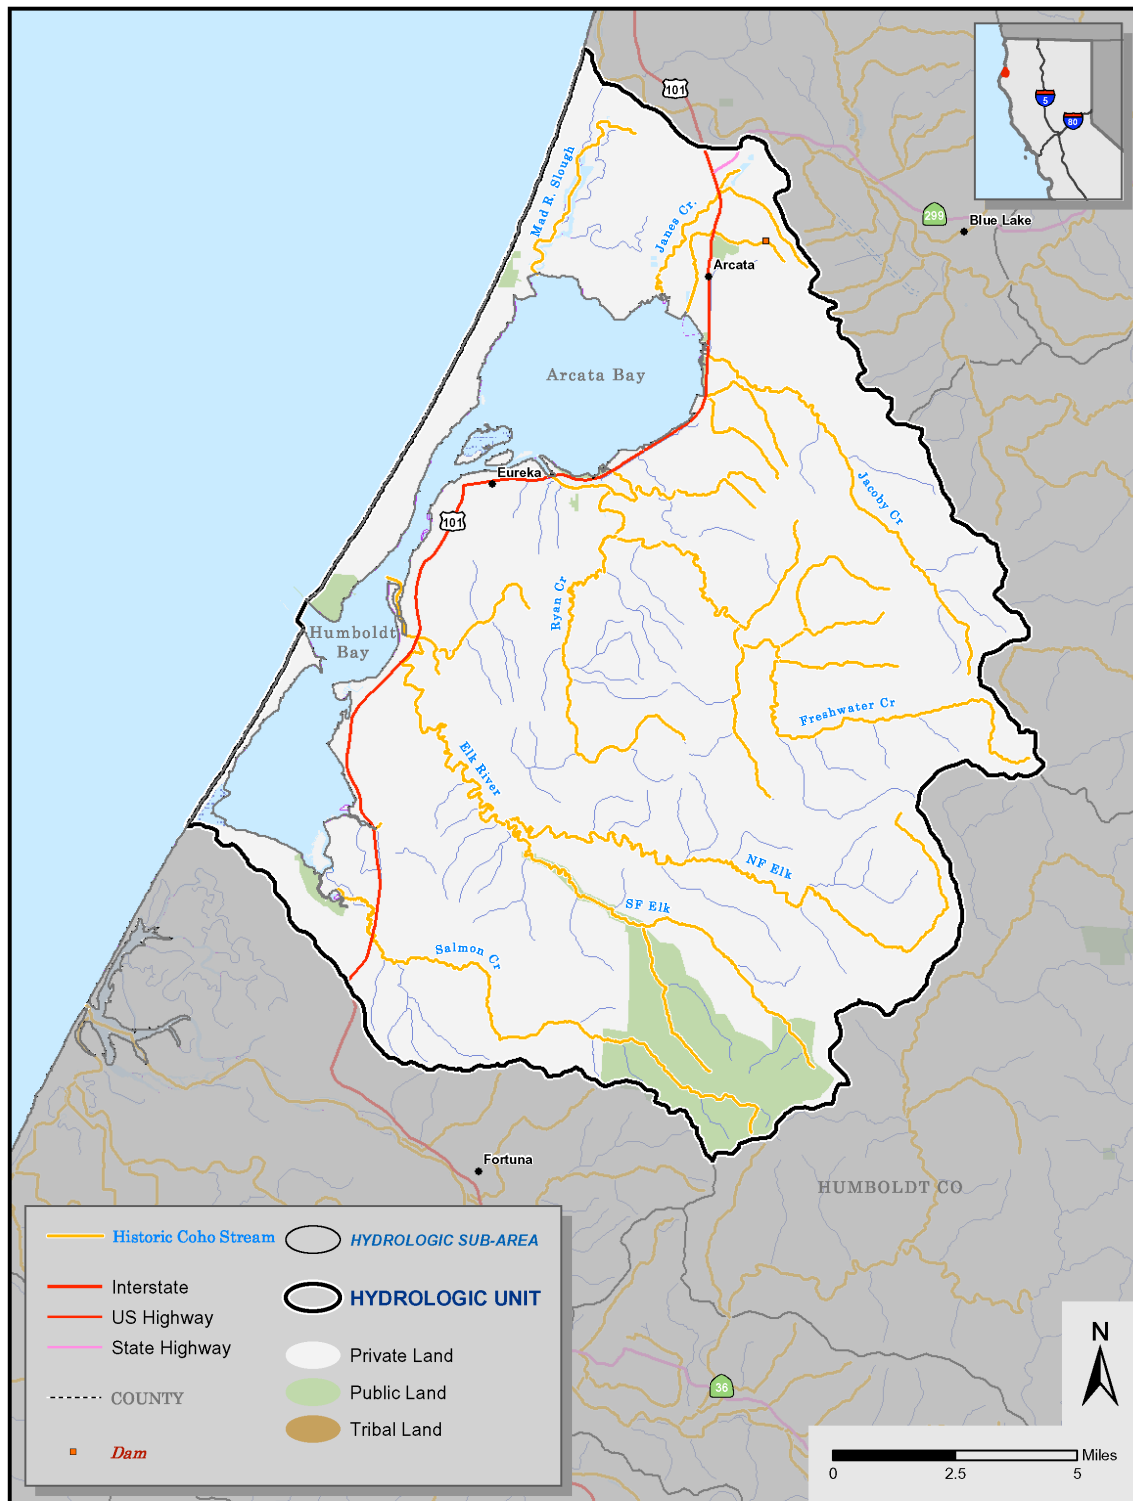 101
5
80
299
Blue Lake
Mad R. Slough
Janes Cr.
Arcata
Arcata Bay
Eureka
101
Jacoby Cr
Ryan Cr
Humboldt
Bay
Freshwater Cr
Elk River
NF Elk
SF Elk
Salmon Cr
Fortuna
HUMBOLDT CO
Historic Coho Stream
Interstate
US Highway
State Highway
COUNTY
Dam
HYDROLOGIC SUB-AREA
HYDROLOGIC UNIT
Private Land
Public Land
Tribal Land
36
N
Miles
0 2.5 5